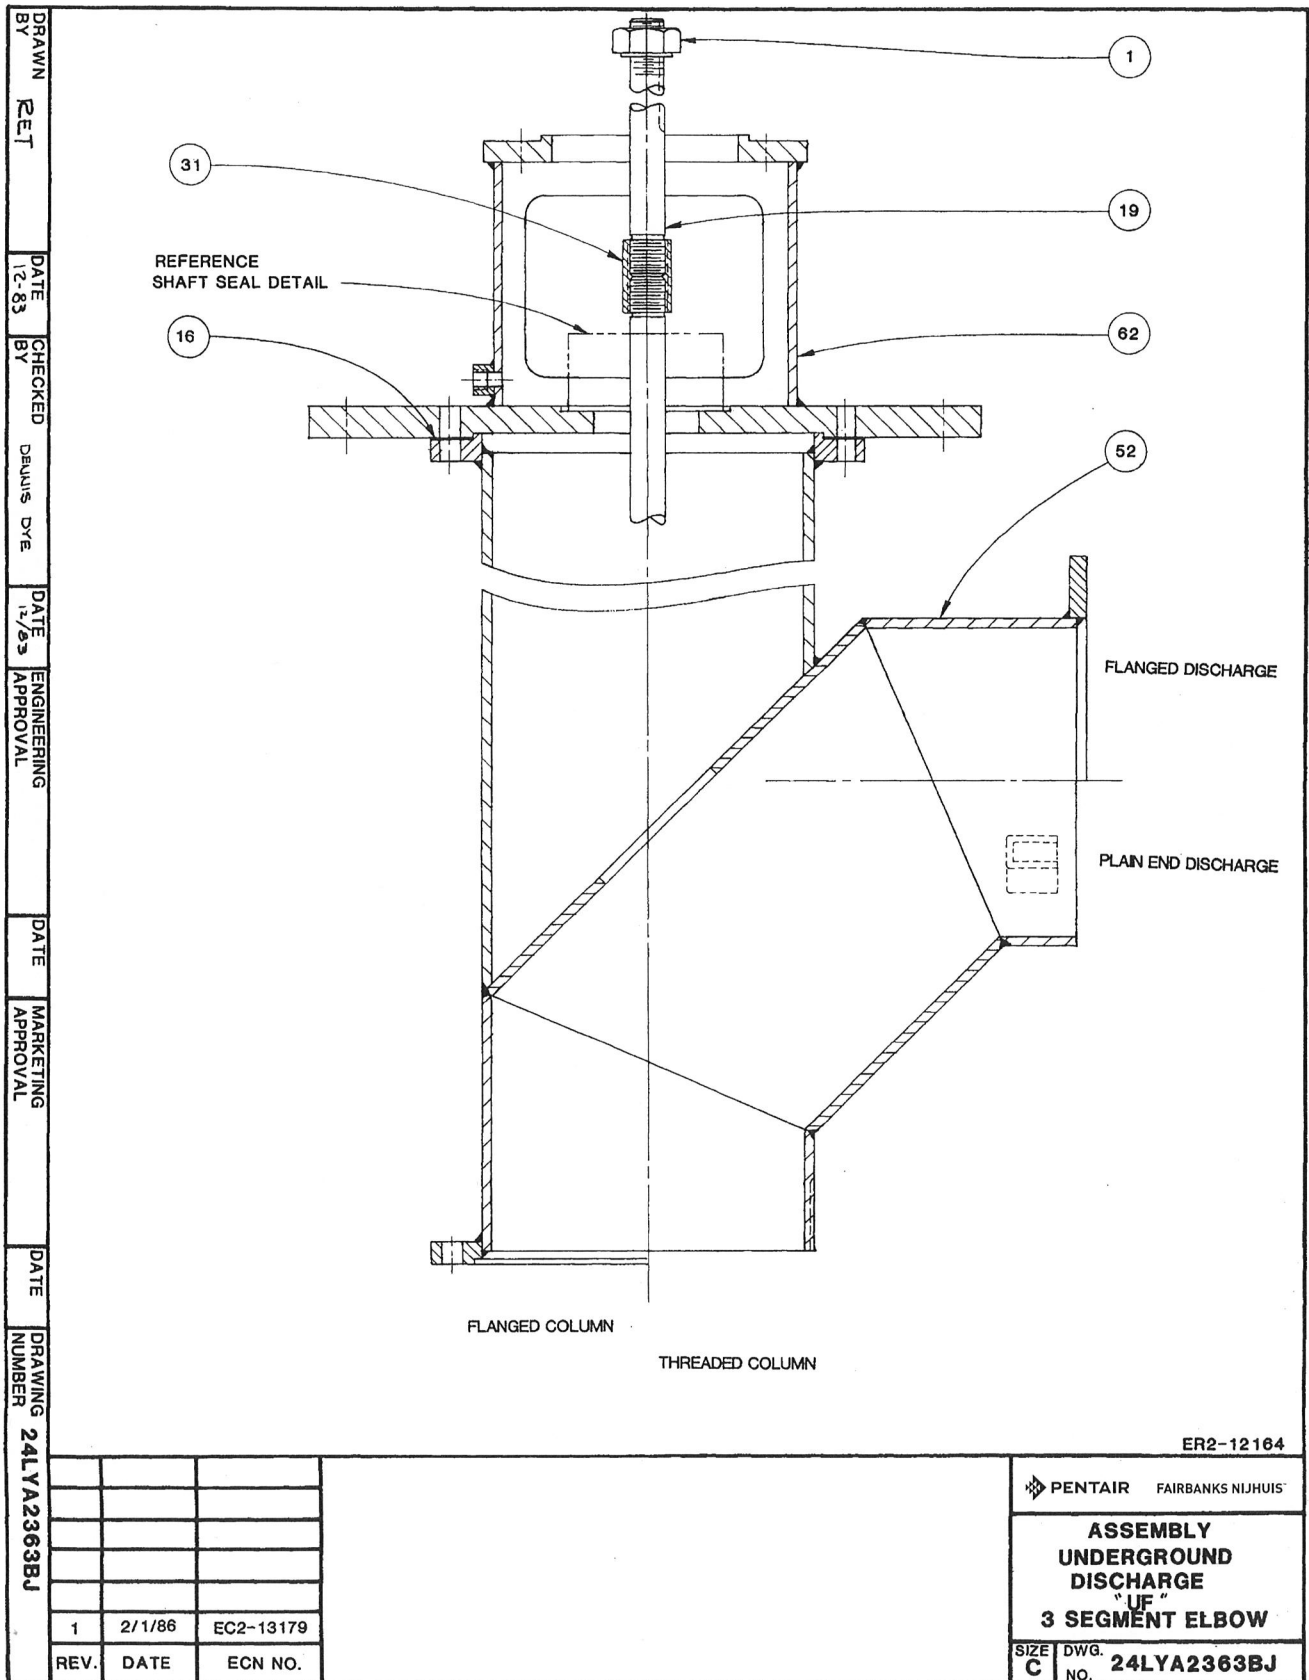 1
31
19
REFERENCE
SHAFT SEAL DETAIL
16
62
52
FLANGED DISCHARGE
PLAIN END DISCHARGE
FLANGED COLUMN
THREADED COLUMN
ER2-12164
DRAWN BY RET
DATE 12-83
CHECKED BY DENNIS DYE
DATE 12/83
ENGINEERING APPROVAL
DATE
MARKETING APPROVAL
DATE
DRAWING NUMBER 24LYA2363BJ
1 2/1/86 EC2-13179
REV. DATE ECN NO.
PENTAIR FAIRBANKS NIJHUIS™
ASSEMBLY
UNDERGROUND
DISCHARGE
"UF"
3 SEGMENT ELBOW
SIZE C DWG. NO. 24LYA2363BJ